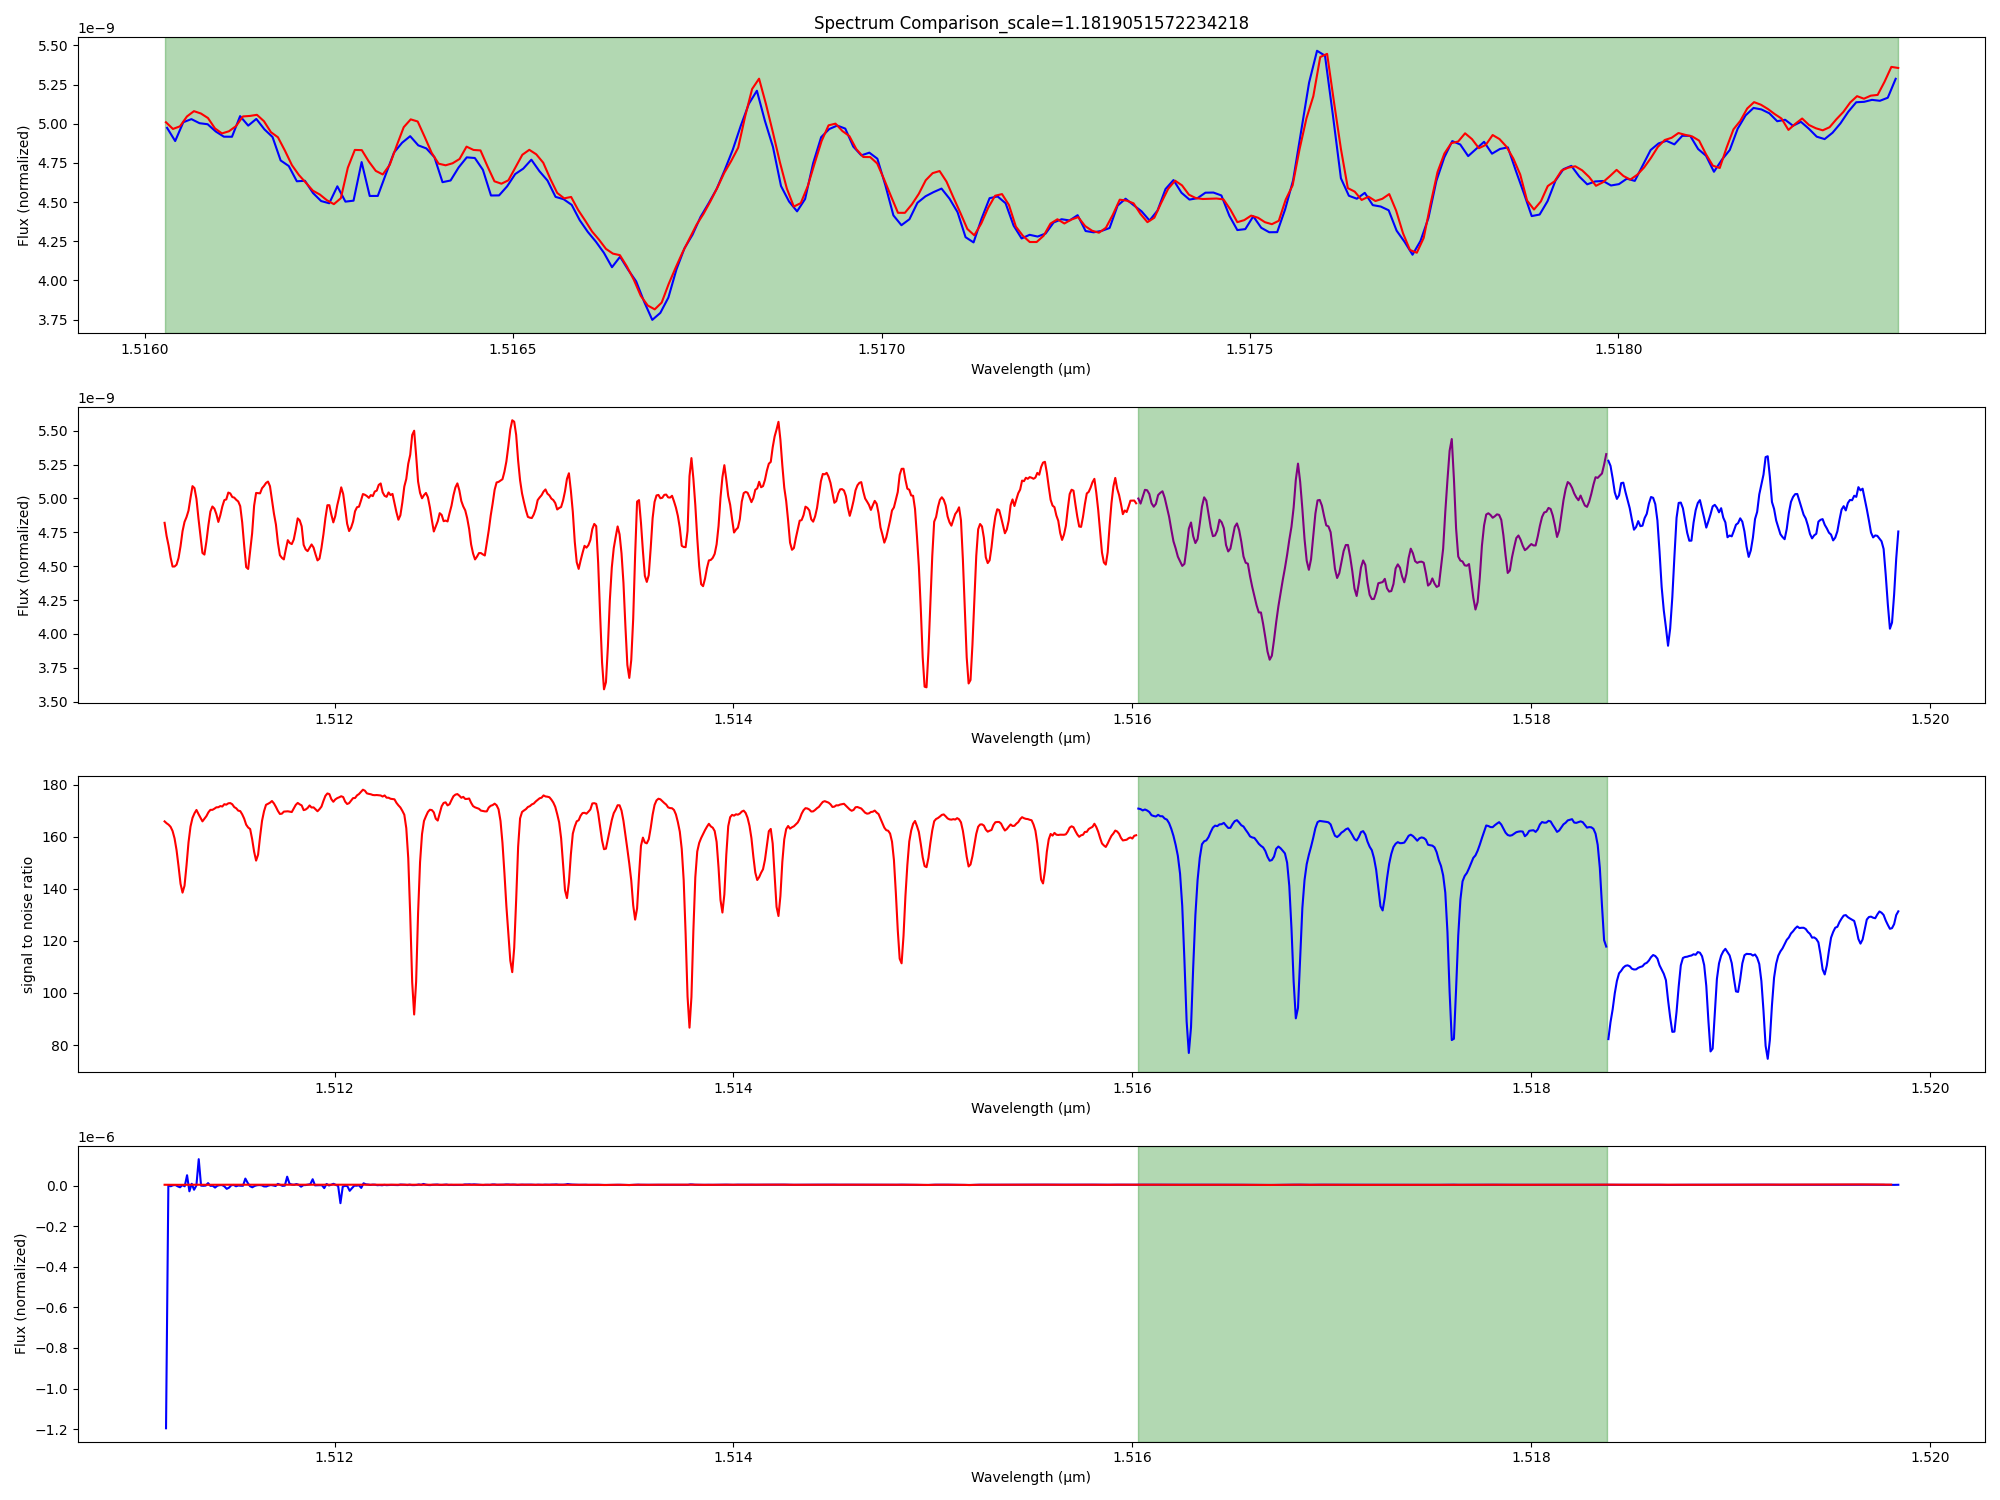 Spectrum Comparison_scale=1.1819051572234218
1e−9
5.50
5.25
5.00
4.75
4.50
4.25
4.00
3.75
Flux (normalized)
1.5160 1.5165 1.5170 1.5175 1.5180
Wavelength (μm)
1e−9
5.50
5.25
5.00
4.75
4.50
4.25
4.00
3.75
3.50
Flux (normalized)
1.512 1.514 1.516 1.518 1.520
Wavelength (μm)
180
160
140
120
100
80
signal to noise ratio
1.512 1.514 1.516 1.518 1.520
Wavelength (μm)
1e−6
0.0
−0.2
−0.4
−0.6
−0.8
−1.0
−1.2
Flux (normalized)
1.512 1.514 1.516 1.518 1.520
Wavelength (μm)